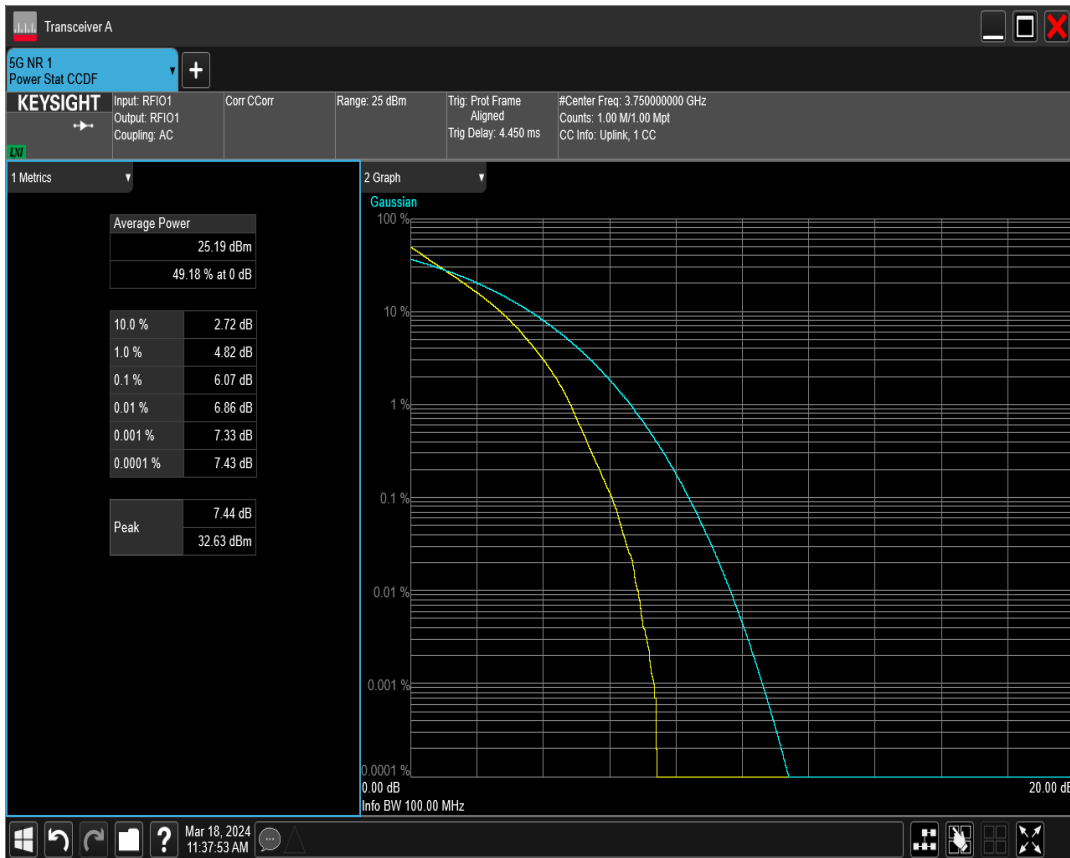 Transceiver A
5G NR 1
Power Stat CCDF
+
KEYSIGHT
LXI
Input: RFIO1
Output: RFIO1
Coupling: AC
Corr CCorr
Range: 25 dBm
Trig: Prot Frame
Aligned
Trig Delay: 4.450 ms
#Center Freq: 3.750000000 GHz
Counts: 1.00 M/1.00 Mpt
CC Info: Uplink, 1 CC
1 Metrics
Average Power
25.19 dBm
49.18 % at 0 dB
10.0 % 2.72 dB
1.0 % 4.82 dB
0.1 % 6.07 dB
0.01 % 6.86 dB
0.001 % 7.33 dB
0.0001 % 7.43 dB
Peak
7.44 dB
32.63 dBm
2 Graph
Gaussian
100 %
10 %
1 %
0.1 %
0.01 %
0.001 %
0.0001 %
0.00 dB 20.00 dB
Info BW 100.00 MHz
?
Mar 18, 2024
11:37:53 AM